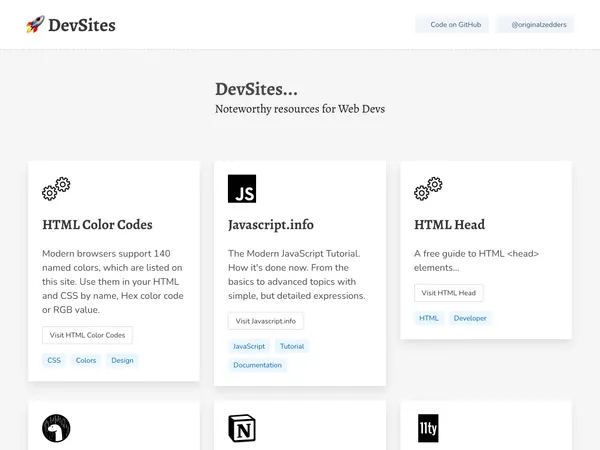 🚀 DevSites
Code on GitHub
@originalzedders
DevSites...
Noteworthy resources for Web Devs
HTML Color Codes
Modern browsers support 140
named colors, which are listed on
this site. Use them in your HTML
and CSS by name, Hex color code
or RGB value.
Visit HTML Color Codes
CSS Colors Design
JS
Javascript.info
The Modern JavaScript Tutorial.
How it's done now. From the
basics to advanced topics with
simple, but detailed expressions.
Visit Javascript.info
JavaScript Tutorial
Documentation
HTML Head
A free guide to HTML <head>
elements...
Visit HTML Head
HTML Developer
N
11ty